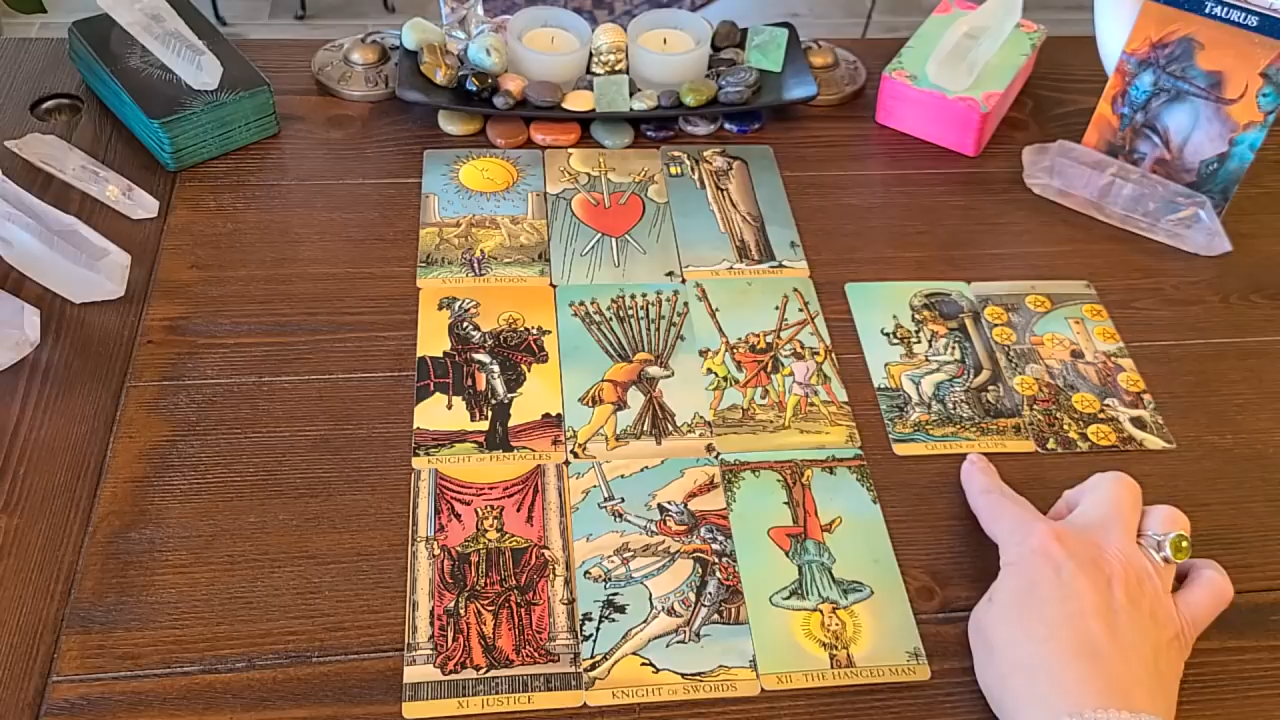 TAURUS
XVIII - THE MOON
IX - THE HERMIT
KNIGHT OF PENTACLES
X
V
QUEEN OF CUPS
XI - JUSTICE
KNIGHT OF SWORDS
XII - THE HANGED MAN